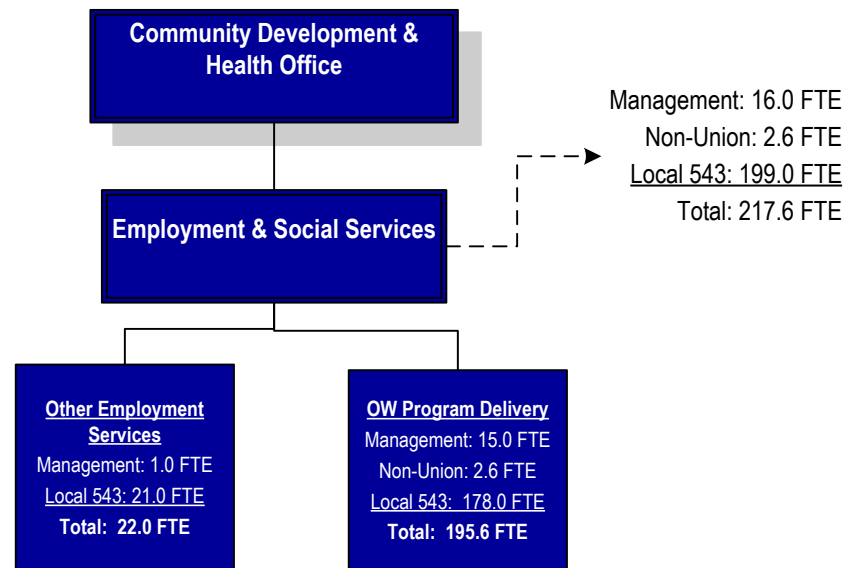 Community Development &
Health Office
Management: 16.0 FTE
Non-Union: 2.6 FTE
Local 543: 199.0 FTE
Total: 217.6 FTE
Employment & Social Services
Other Employment
Services
Management: 1.0 FTE
Local 543: 21.0 FTE
Total: 22.0 FTE
OW Program Delivery
Management: 15.0 FTE
Non-Union: 2.6 FTE
Local 543: 178.0 FTE
Total: 195.6 FTE